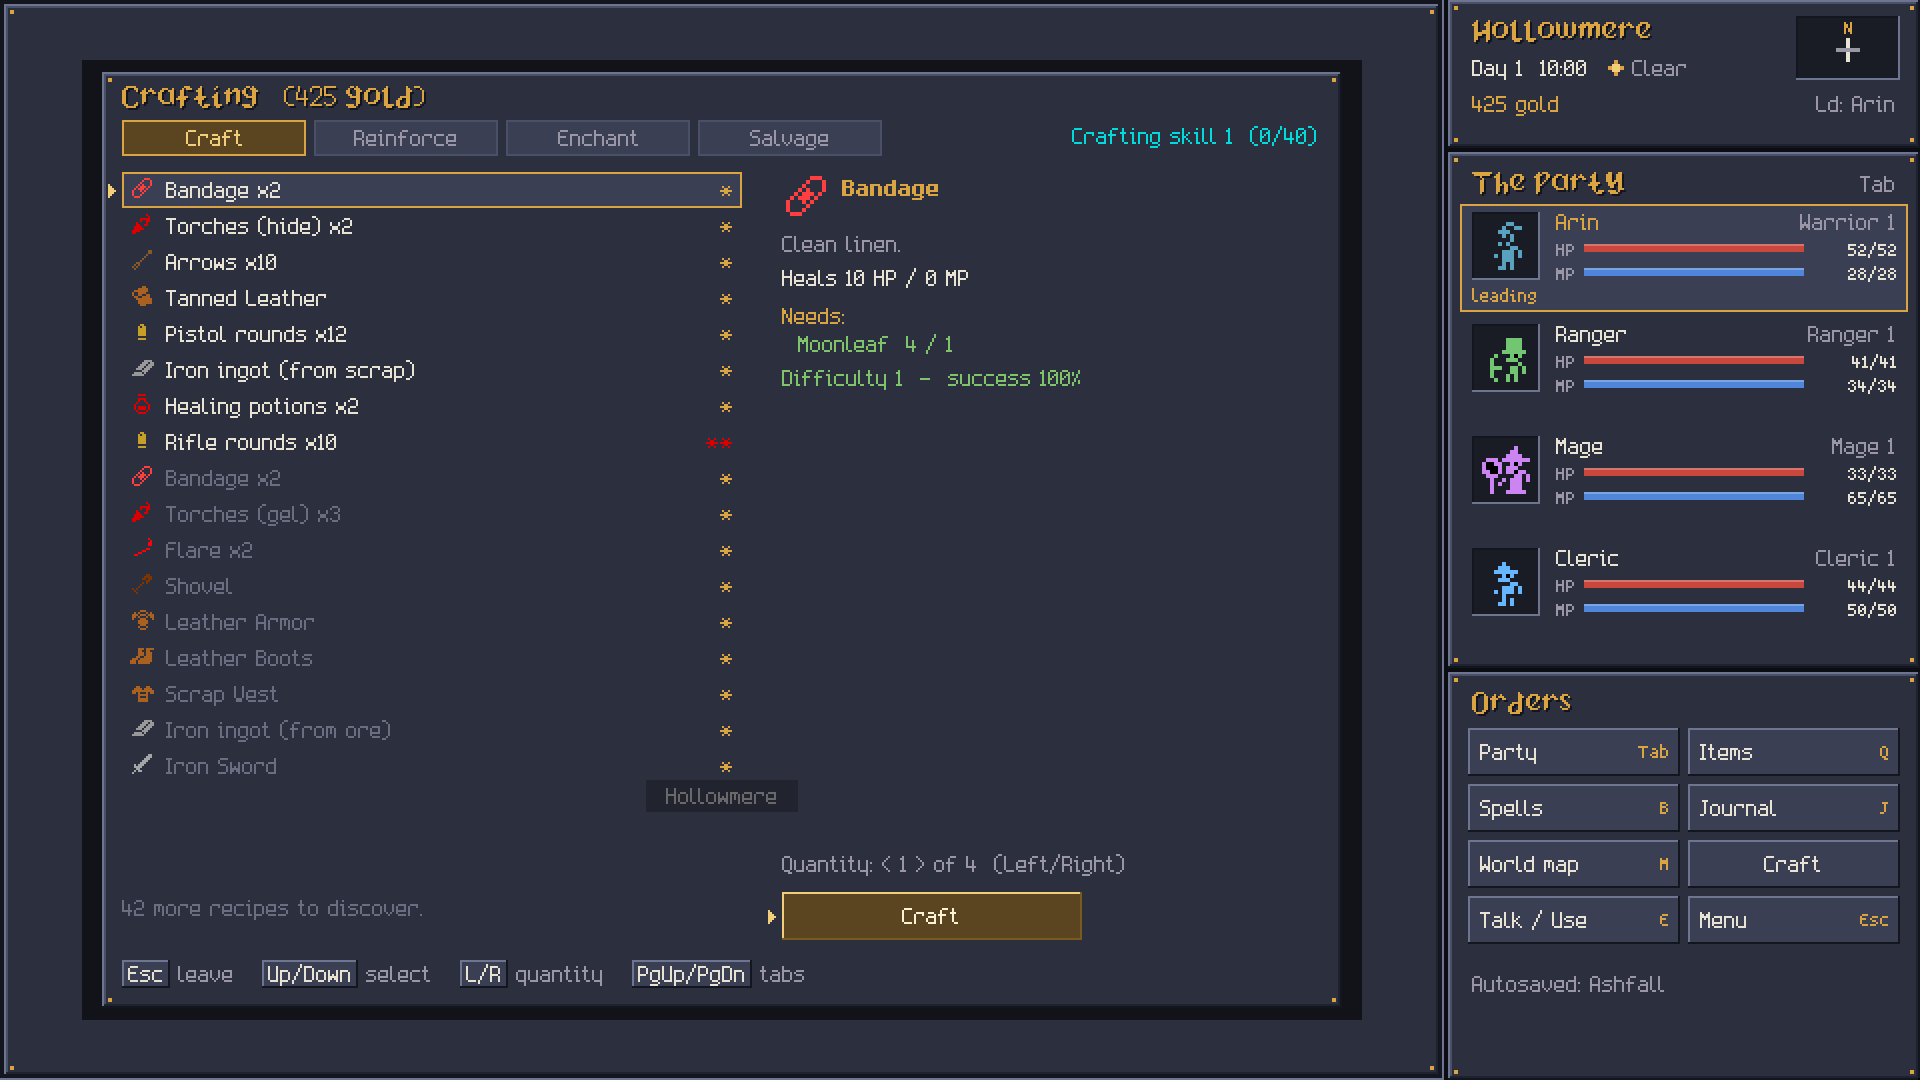 Crafting (425 gold)
Craft Reinforce Enchant Salvage Crafting skill 1 (0/40)
Bandage x2 *
Torches (hide) x2 *
Arrows x10 *
Tanned Leather *
Pistol rounds x12 *
Iron ingot (from scrap) *
Healing potions x2 *
Rifle rounds x10 **
Bandage x2 *
Torches (gel) x3 *
Flare x2 *
Shovel *
Leather Armor *
Leather Boots *
Scrap Vest *
Iron ingot (from ore) *
Iron Sword *
Hollowmere
42 more recipes to discover.
Bandage
Clean linen.
Heals 10 HP / 0 MP
Needs:
Moonleaf 4 / 1
Difficulty 1 - success 100%
Quantity: < 1 > of 4 (Left/Right)
Craft
Esc leave Up/Down select L/R quantity PgUp/PgDn tabs
Hollowmere
N
Day 1 10:00 Clear
425 gold Ld: Arin
The Party Tab
Arin Warrior 1
HP 52/52
MP 28/28
leading
Ranger Ranger 1
HP 41/41
MP 34/34
Mage Mage 1
HP 33/33
MP 65/65
Cleric Cleric 1
HP 44/44
MP 50/50
Orders
Party Tab Items Q
Spells B Journal J
World map M Craft
Talk / Use E Menu Esc
Autosaved: Ashfall